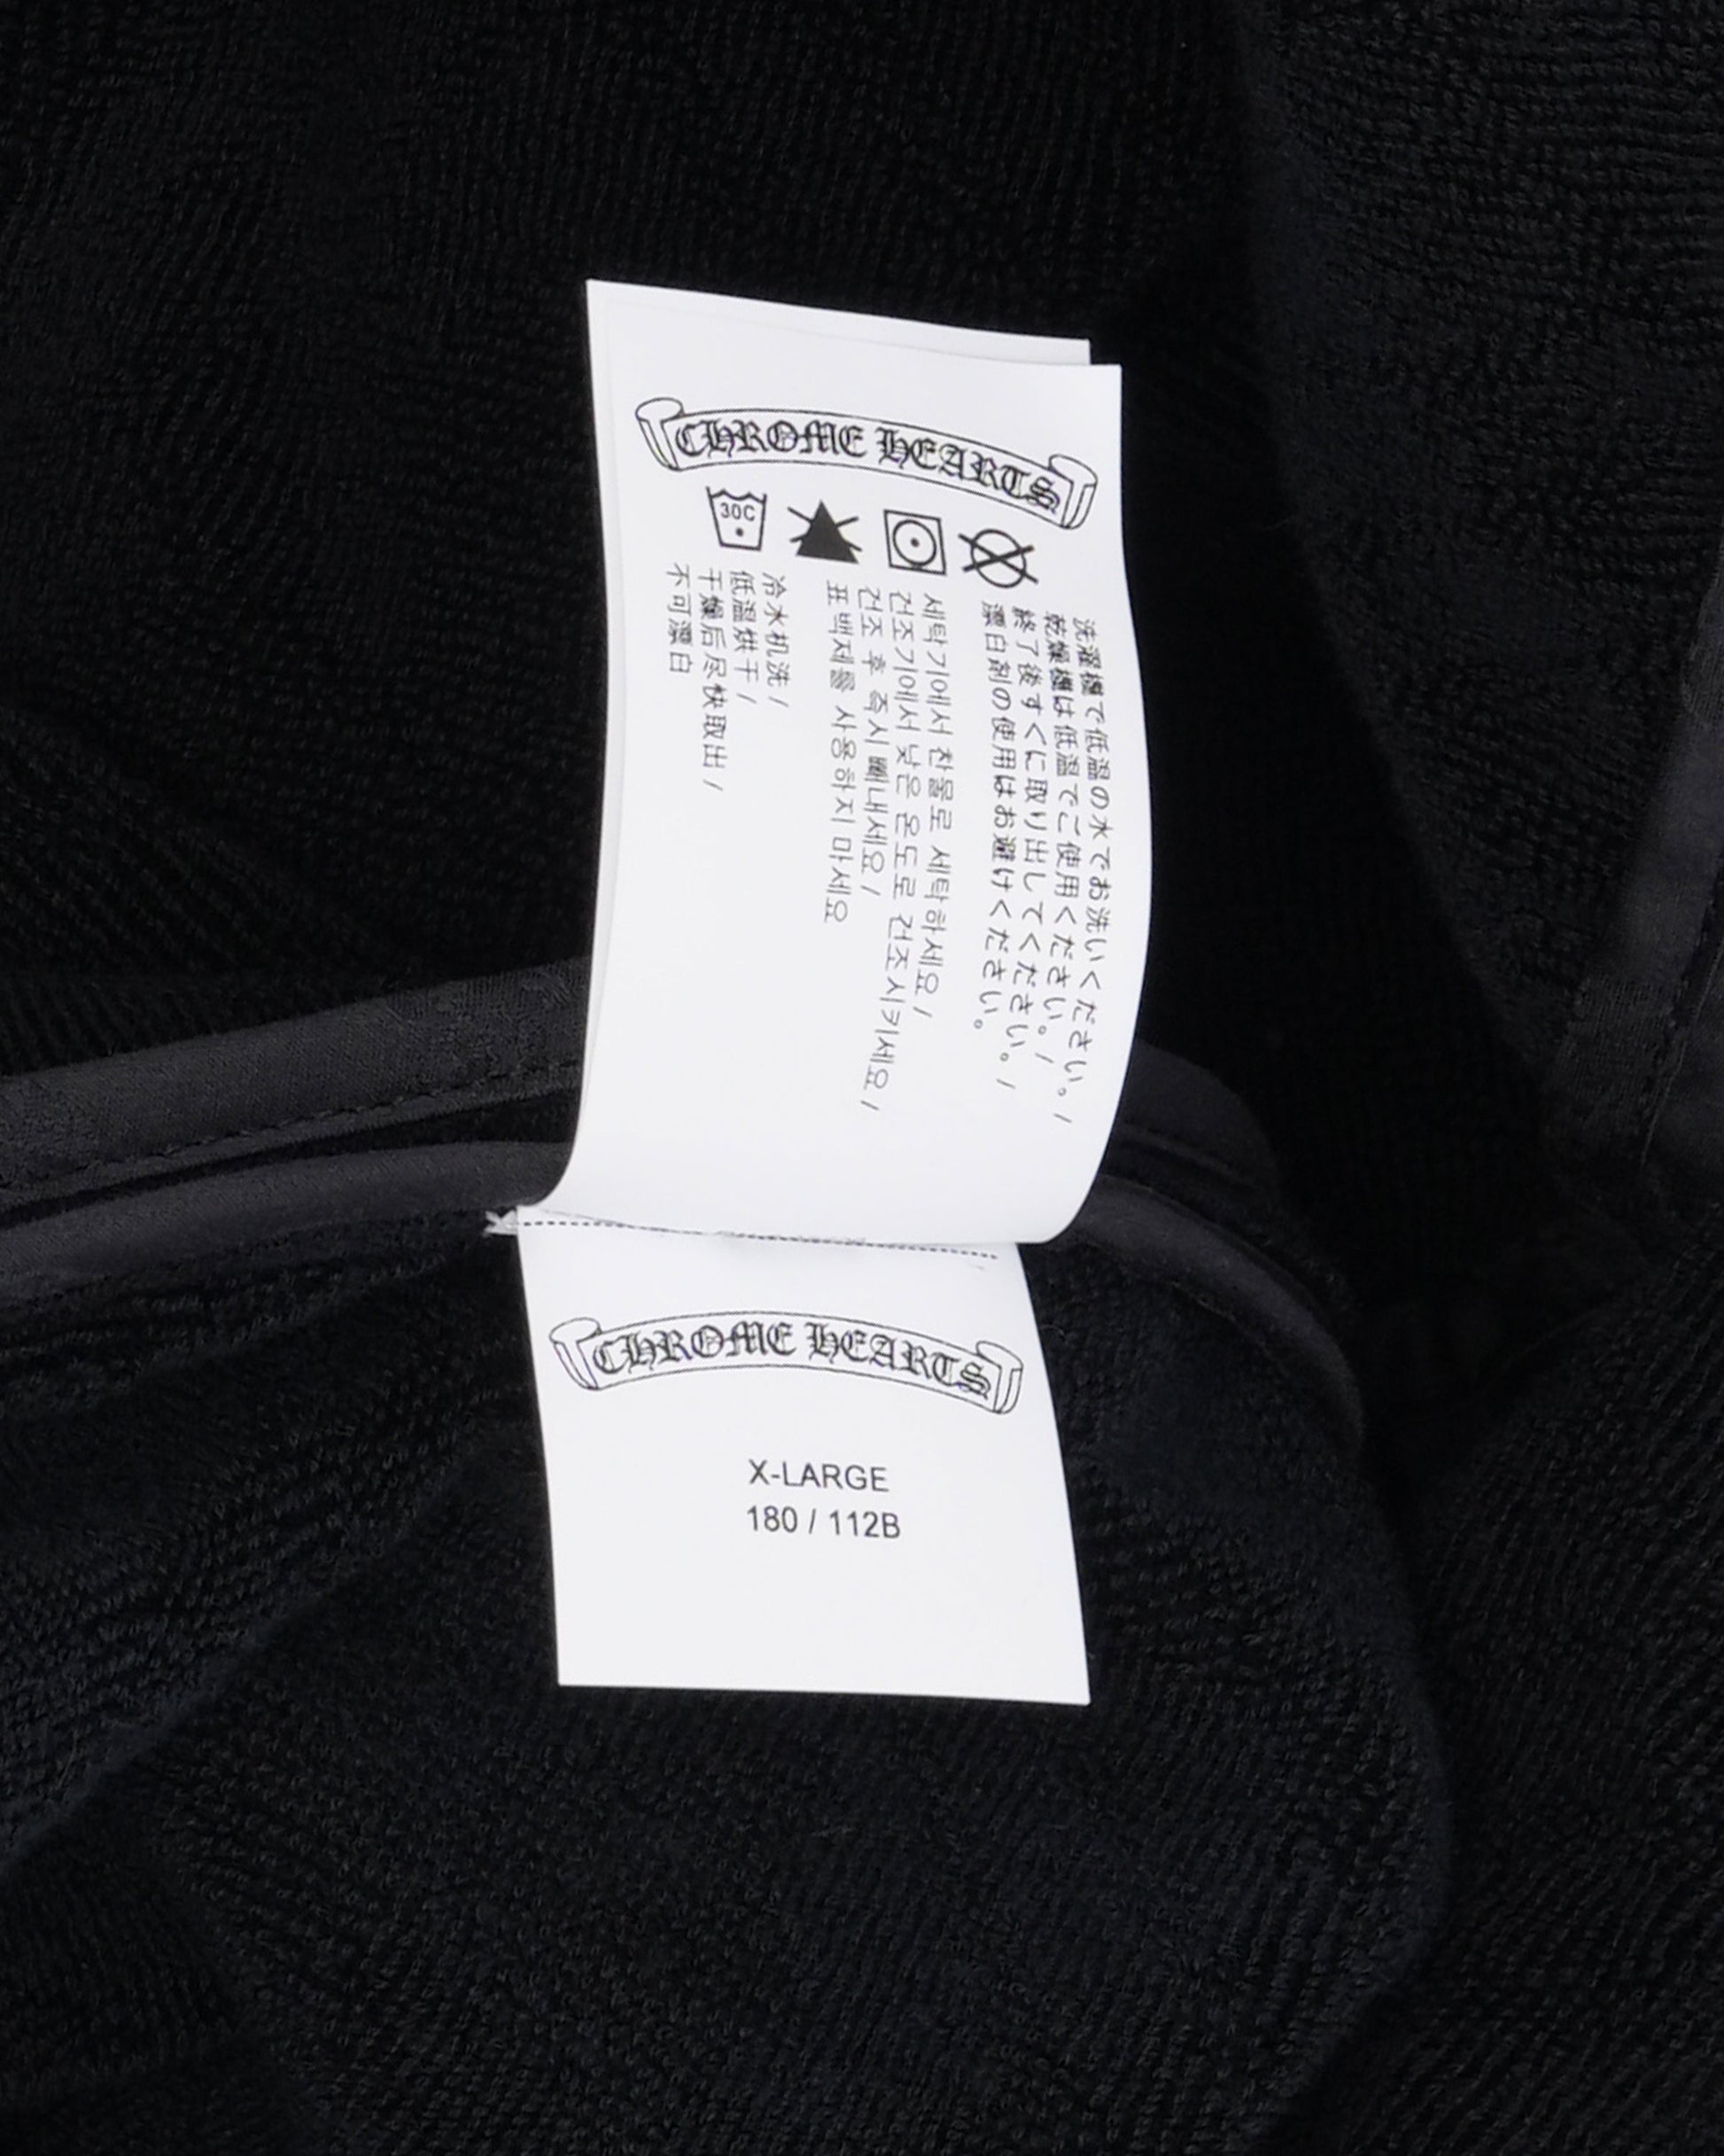 CHROME HEARTS
30C
洗濯機で低温の水でお洗いください。/
乾燥機は低温でご使用ください。/
終了後すぐに取り出してください。/
漂白剤の使用はお避けください。
세탁기에서 찬물로 세탁하세요 /
건조기에서 낮은 온도로 건조시키세요 /
건조 후 즉시 빼내세요 /
표백제를 사용하지 마세요
冷水机洗 /
低温烘干 /
干燥后尽快取出 /
不可漂白
CHROME HEARTS
X-LARGE
180 / 112B